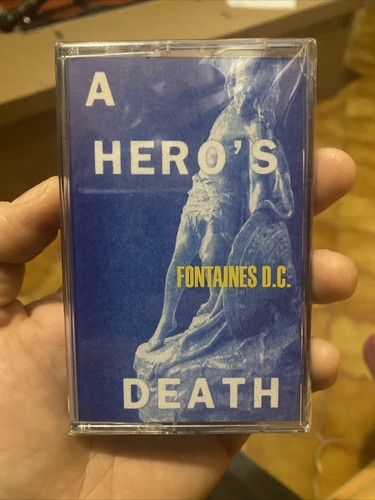 A
HERO'S
FONTAINES D.C.
DEATH